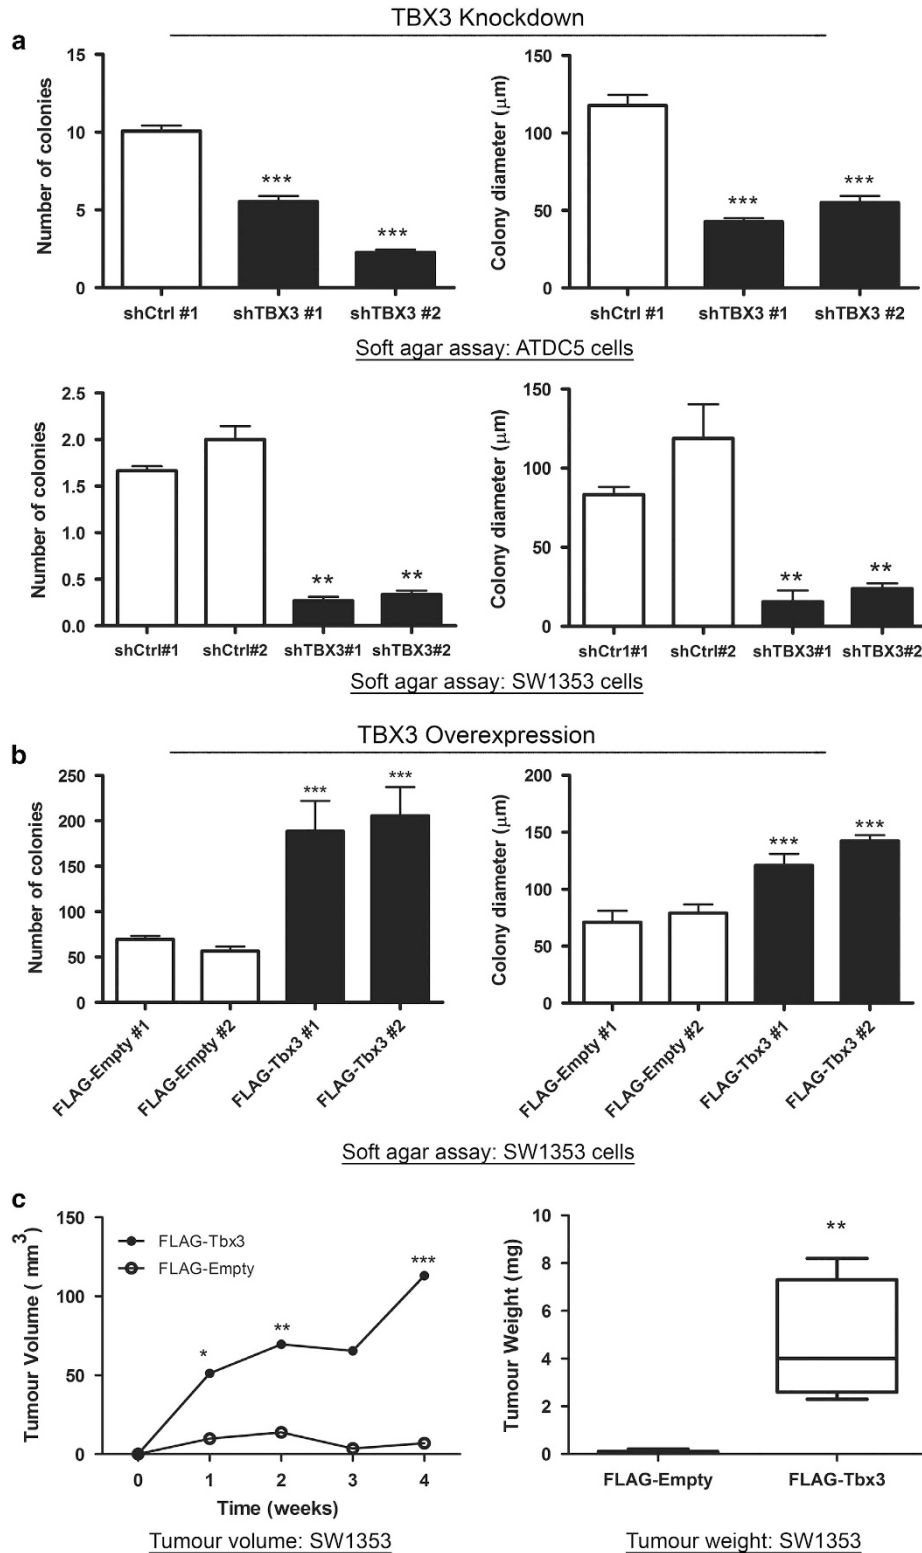 TBX3 Knockdown
a
Number of colonies
15
10
5
0
***
***
shCtrl #1
shTBX3 #1
shTBX3 #2
Colony diameter (μm)
150
100
50
0
***
***
shCtrl #1
shTBX3 #1
shTBX3 #2
Soft agar assay: ATDC5 cells
Number of colonies
2.5
2.0
1.5
1.0
0.5
0.0
**
**
shCtrl#1
shCtrl#2
shTBX3#1
shTBX3#2
Colony diameter (μm)
150
100
50
0
**
**
shCtr1#1
shCtrl#2
shTBX3#1
shTBX3#2
Soft agar assay: SW1353 cells
TBX3 Overexpression
b
Number of colonies
250
200
150
100
50
0
***
***
FLAG-Empty #1
FLAG-Empty #2
FLAG-Tbx3 #1
FLAG-Tbx3 #2
Colony diameter (μm)
200
150
100
50
0
***
***
FLAG-Empty #1
FLAG-Empty #2
FLAG-Tbx3 #1
FLAG-Tbx3 #2
Soft agar assay: SW1353 cells
c
Tumour Volume ( mm3)
150
100
50
0
FLAG-Tbx3
FLAG-Empty
*
**
***
0
1
2
3
4
Time (weeks)
Tumour volume: SW1353
Tumour Weight (mg)
10
8
6
4
2
0
**
FLAG-Empty
FLAG-Tbx3
Tumour weight: SW1353